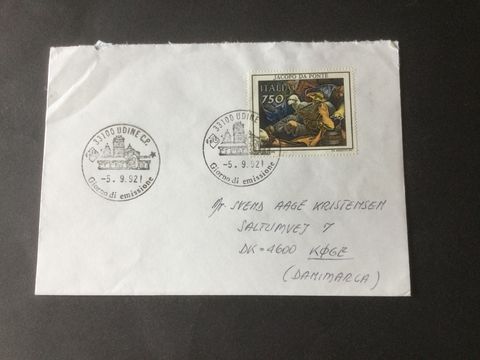 JACOPO DA PONTE
ITALIA
750
33100 UDINE C.P.
-5.9.92
Giorno di emissione
33100 UDINE
-5.9.92
Giorno di emissione
SVEND AAGE KRISTENSEN
SALTUMVEJ 7
DK-4600 KØGE
(DANIMARCA)